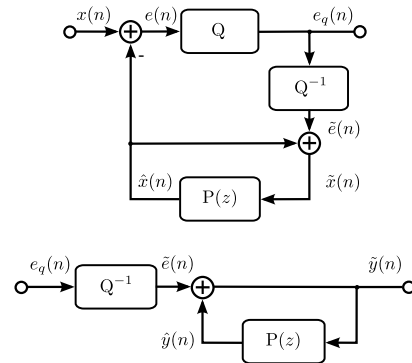 x(n) e(n) Q e_q(n)
-
Q⁻¹
ẽ(n)
x̂(n) P(z) x̃(n)
e_q(n) Q⁻¹ ẽ(n) ỹ(n)
ŷ(n) P(z)